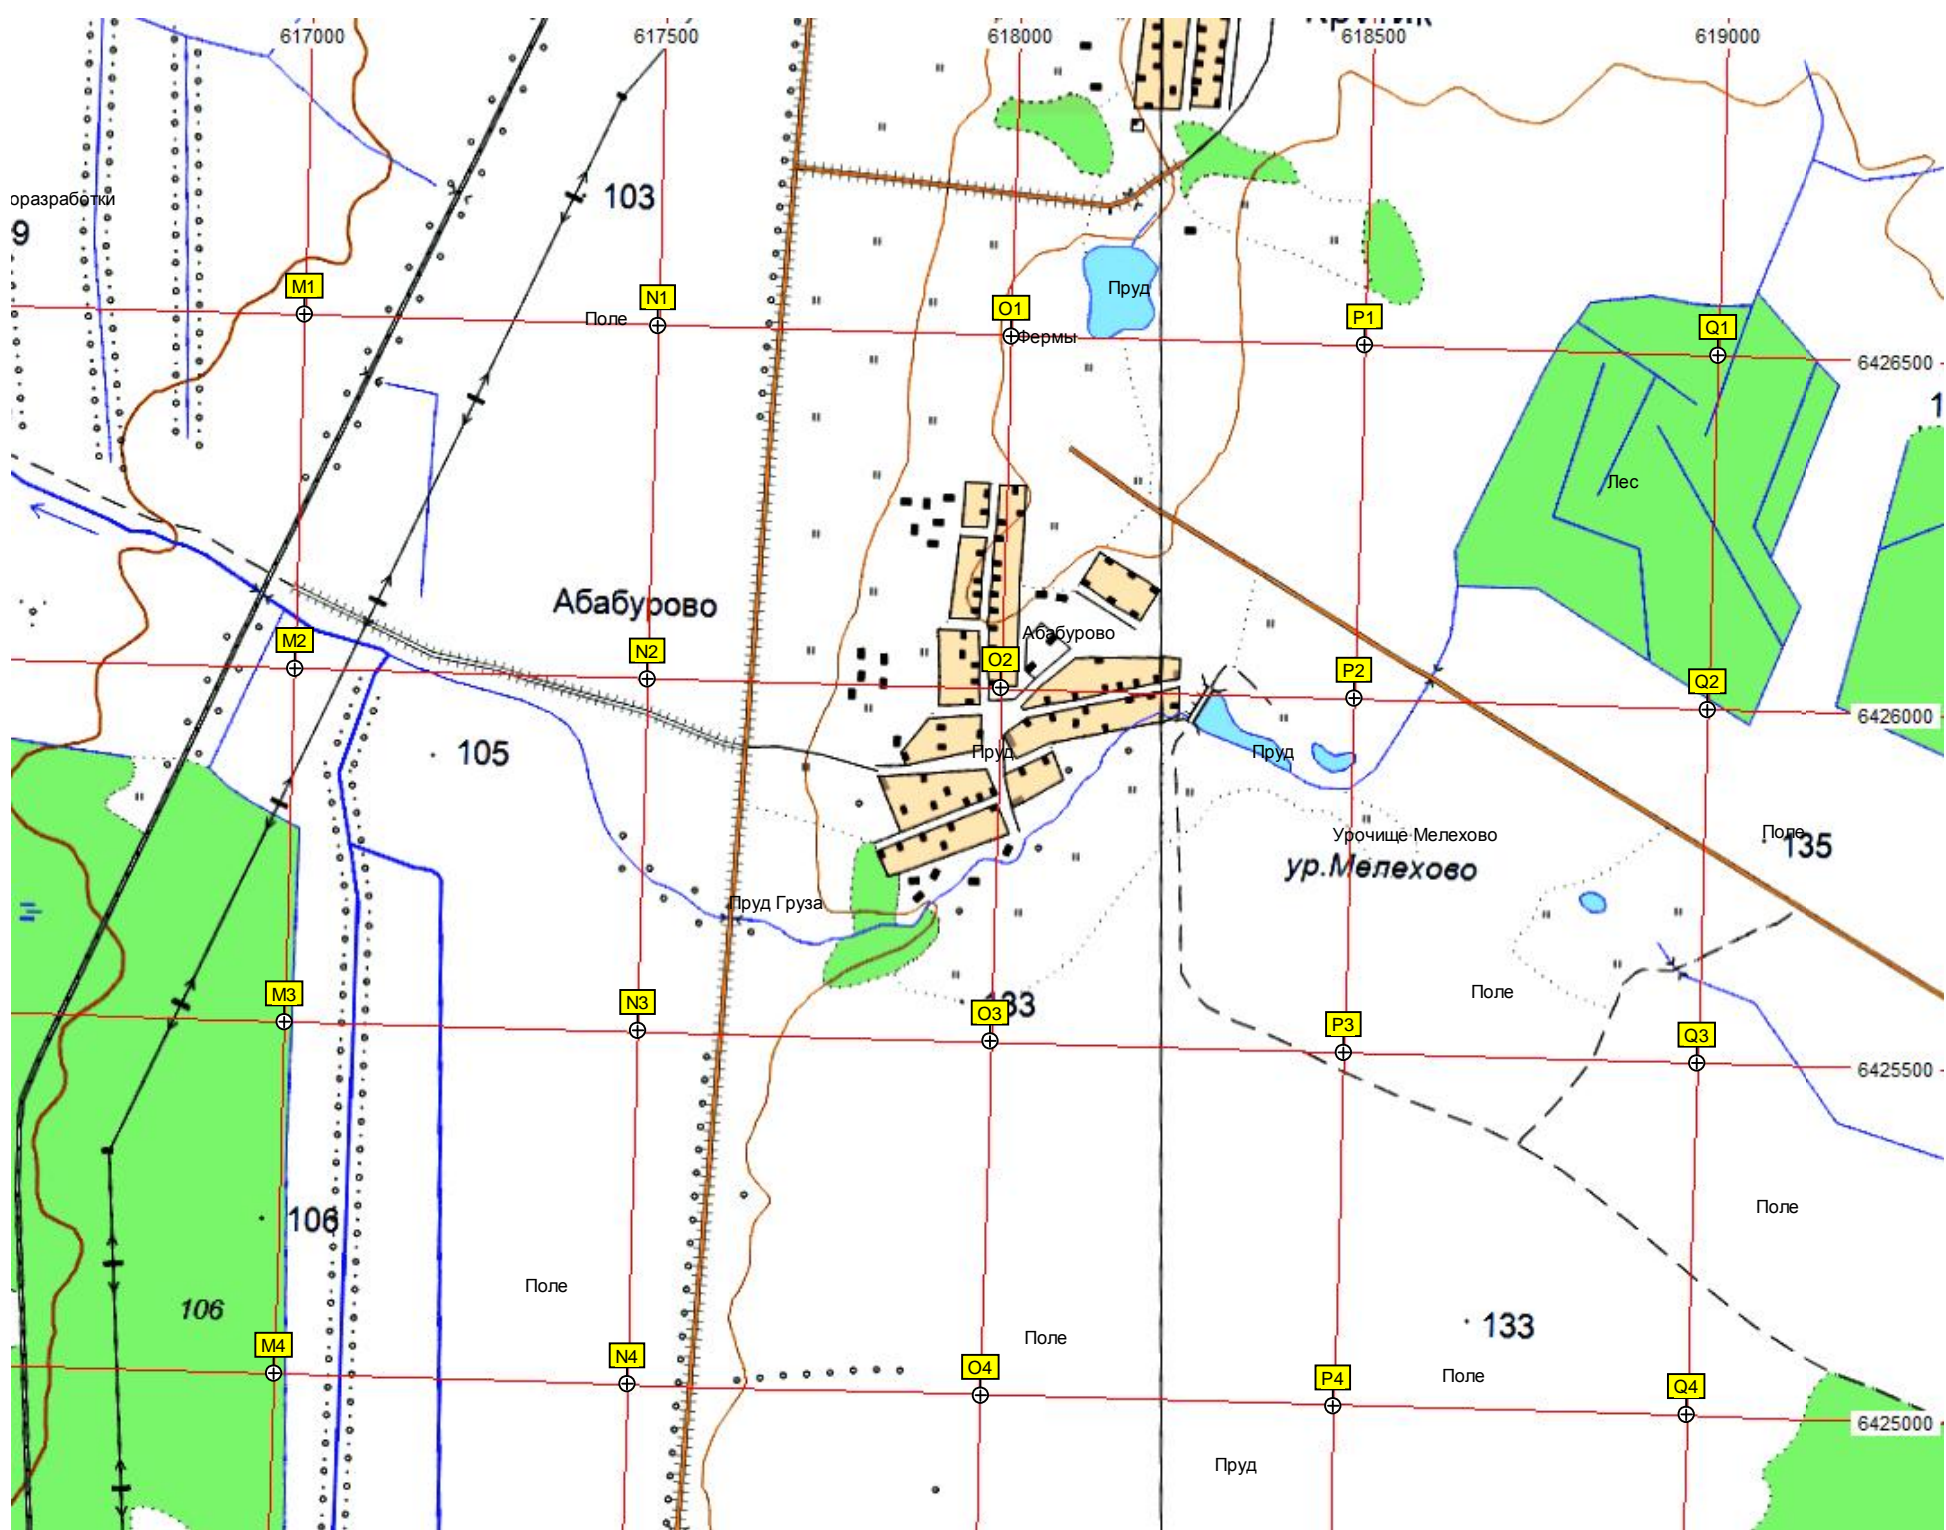 617000 617500 618000 618500 619000
103
оразработки
9
M1
N1
O1
P1
Q1
Пруд
Поле
Фермы
6426500
1
Лес
Абабурово
Абабурово
M2
N2
O2
P2
Q2
6426000
105
Пруд
Пруд
Урочище Мелехово
Поле
135
ур.Мелехово
Пруд Груза
M3
N3
O3
P3
Q3
Поле
6425500
106
Поле
106
Поле
Поле
133
Поле
M4
N4
O4
P4
Q4
6425000
Пруд